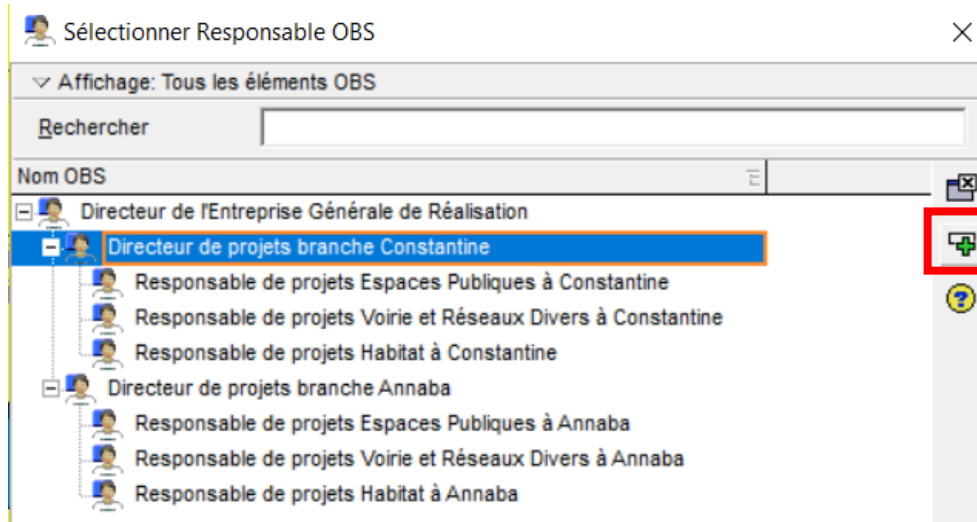 Sélectionner Responsable OBS
Affichage: Tous les éléments OBS
Rechercher
Nom OBS
Directeur de l'Entreprise Générale de Réalisation
Directeur de projets branche Constantine
Responsable de projets Espaces Publiques à Constantine
Responsable de projets Voirie et Réseaux Divers à Constantine
Responsable de projets Habitat à Constantine
Directeur de projets branche Annaba
Responsable de projets Espaces Publiques à Annaba
Responsable de projets Voirie et Réseaux Divers à Annaba
Responsable de projets Habitat à Annaba